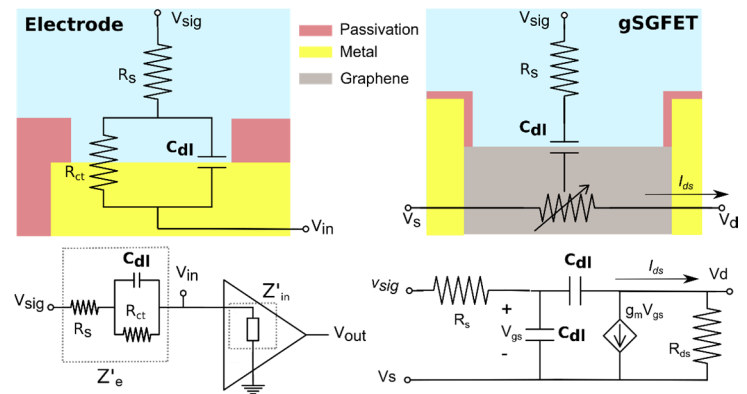 Electrode
Vsig
Rs
Cdl
Rct
Vin
Passivation
Metal
Graphene
gSGFET
Vsig
Rs
Cdl
Ids
Vs
Vd
Cdl
Vin
Vsig
Rs
Rct
Z'e
Z'in
Vout
Cdl
Ids
Vd
vsig
Rs
+
Vgs
-
Cdl
gmVgs
Rds
Vs